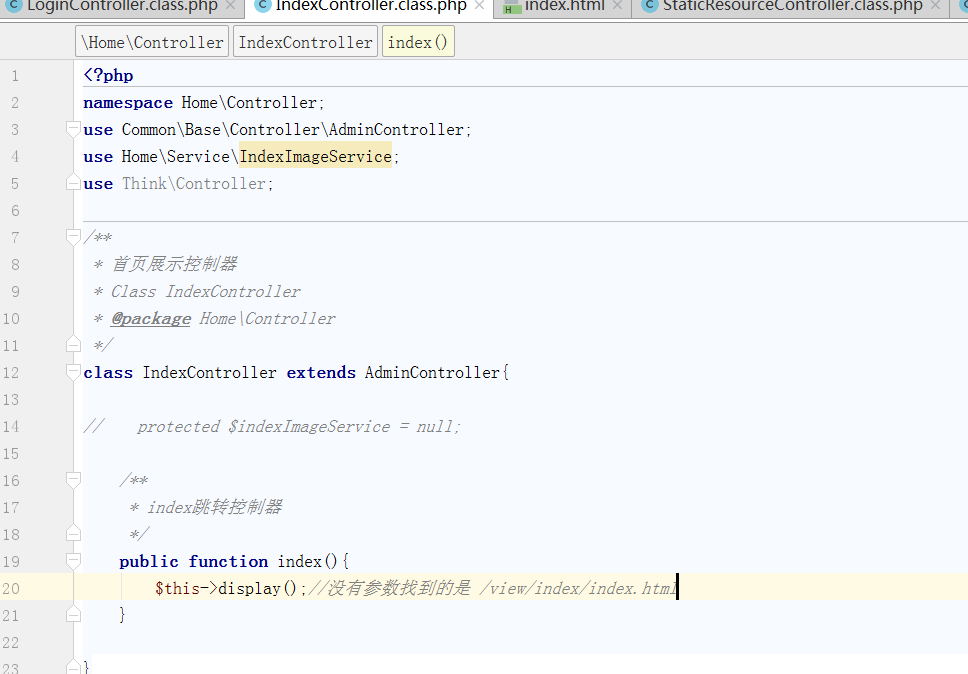 LoginController.class.php IndexController.class.php index.html StaticResourceController.class.php
\Home\Controller IndexController index()
1 <?php
2 namespace Home\Controller;
3 use Common\Base\Controller\AdminController;
4 use Home\Service\IndexImageService;
5 use Think\Controller;
6
7 /**
8 * 首页展示控制器
9 * Class IndexController
10 * @package Home\Controller
11 */
12 class IndexController extends AdminController{
13
14 // protected $indexImageService = null;
15
16 /**
17 * index跳转控制器
18 */
19 public function index(){
20 $this->display();//没有参数找到的是 /view/index/index.html
21 }
22
23 }